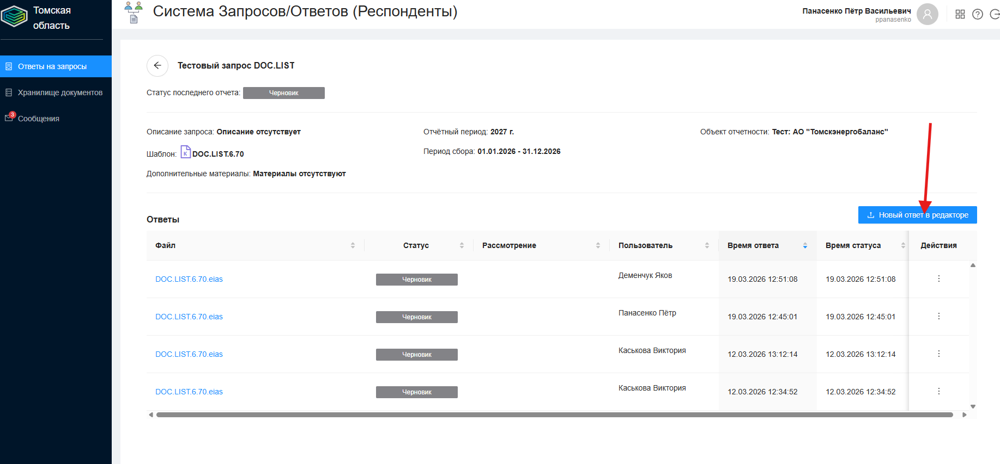 Томская
область
Система Запросов/Ответов (Респонденты)
Панасенко Пётр Васильевич
ppanasenko
Ответы на запросы
Хранилище документов
3
Сообщения
Тестовый запрос DOC.LIST
Статус последнего отчета: Черновик
Описание запроса: Описание отсутствует
Отчётный период: 2027 г.
Объект отчетности: Тест: АО "Томскэнергобаланс"
Шаблон: K DOC.LIST.6.70
Период сбора: 01.01.2026 - 31.12.2026
Дополнительные материалы: Материалы отсутствуют
Ответы
Новый ответ в редакторе
Файл Статус Рассмотрение Пользователь Время ответа Время статуса Действия
DOC.LIST.6.70.eias Черновик Деменчук Яков 19.03.2026 12:51:08 19.03.2026 12:51:08
DOC.LIST.6.70.eias Черновик Панасенко Пётр 19.03.2026 12:45:01 19.03.2026 12:45:01
DOC.LIST.6.70.eias Черновик Каськова Виктория 12.03.2026 13:12:14 12.03.2026 13:12:14
DOC.LIST.6.70.eias Черновик Каськова Виктория 12.03.2026 12:34:52 12.03.2026 12:34:52